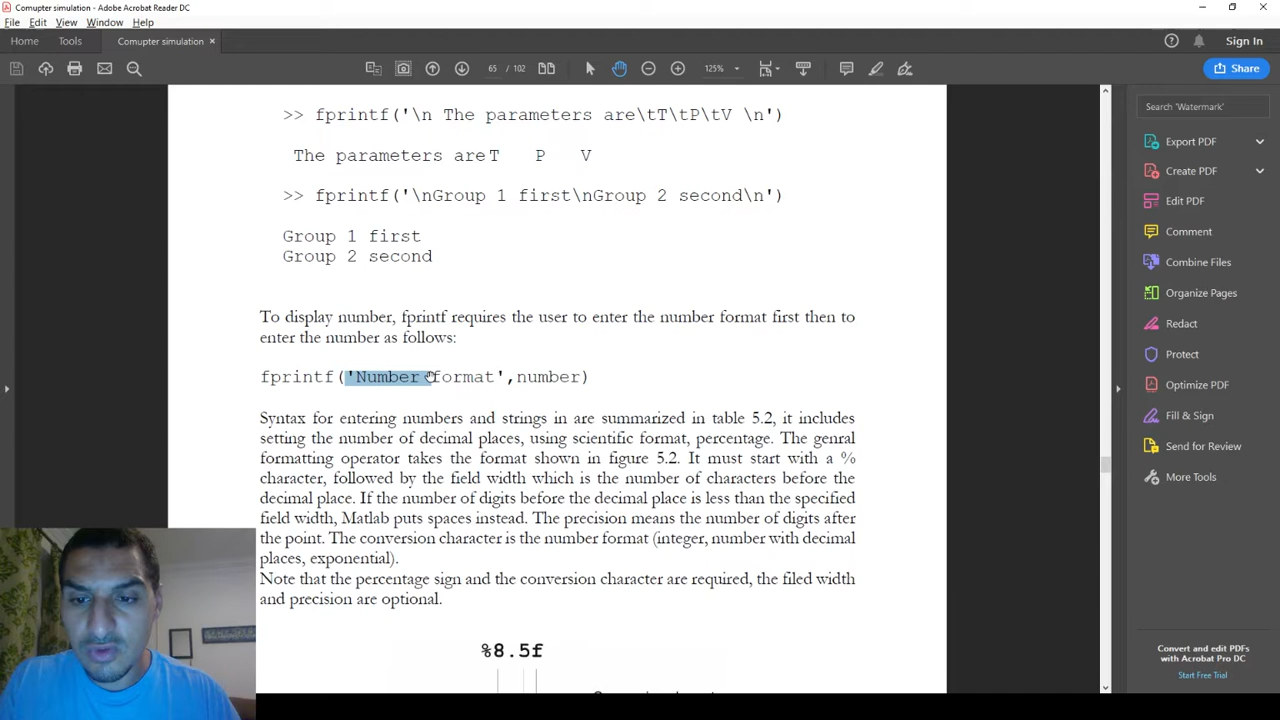 Comupter simulation - Adobe Acrobat Reader DC
File Edit View Window Help
Home Tools Comupter simulation × Sign In
65 / 102 125% Share
>> fprintf('\n The parameters are\tT\tP\tV \n')
The parameters are T P V
>> fprintf('\nGroup 1 first\nGroup 2 second\n')
Group 1 first
Group 2 second
To display number, fprintf requires the user to enter the number format first then to
enter the number as follows:
fprintf('Number format',number)
Syntax for entering numbers and strings in are summarized in table 5.2, it includes
setting the number of decimal places, using scientific format, percentage. The genral
formatting operator takes the format shown in figure 5.2. It must start with a %
character, followed by the field width which is the number of characters before the
decimal place. If the number of digits before the decimal place is less than the specified
field width, Matlab puts spaces instead. The precision means the number of digits after
the point. The conversion character is the number format (integer, number with decimal
places, exponential).
Note that the percentage sign and the conversion character are required, the filed width
and precision are optional.
%8.5f
Search 'Watermark'
Export PDF
Create PDF
Edit PDF
Comment
Combine Files
Organize Pages
Redact
Protect
Optimize PDF
Fill & Sign
Send for Review
More Tools
Convert and edit PDFs
with Acrobat Pro DC
Start Free Trial